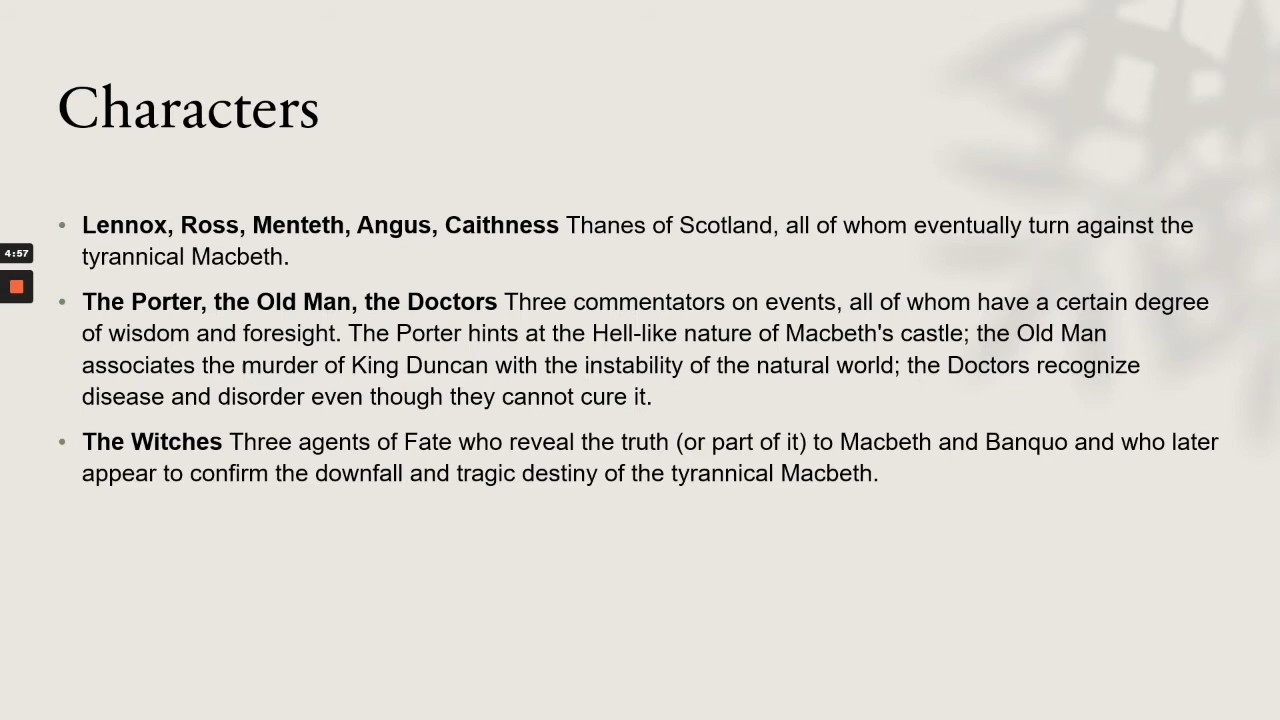 Characters
• Lennox, Ross, Menteth, Angus, Caithness Thanes of Scotland, all of whom eventually turn against the
tyrannical Macbeth.
4:57
• The Porter, the Old Man, the Doctors Three commentators on events, all of whom have a certain degree
of wisdom and foresight. The Porter hints at the Hell-like nature of Macbeth's castle; the Old Man
associates the murder of King Duncan with the instability of the natural world; the Doctors recognize
disease and disorder even though they cannot cure it.
• The Witches Three agents of Fate who reveal the truth (or part of it) to Macbeth and Banquo and who later
appear to confirm the downfall and tragic destiny of the tyrannical Macbeth.